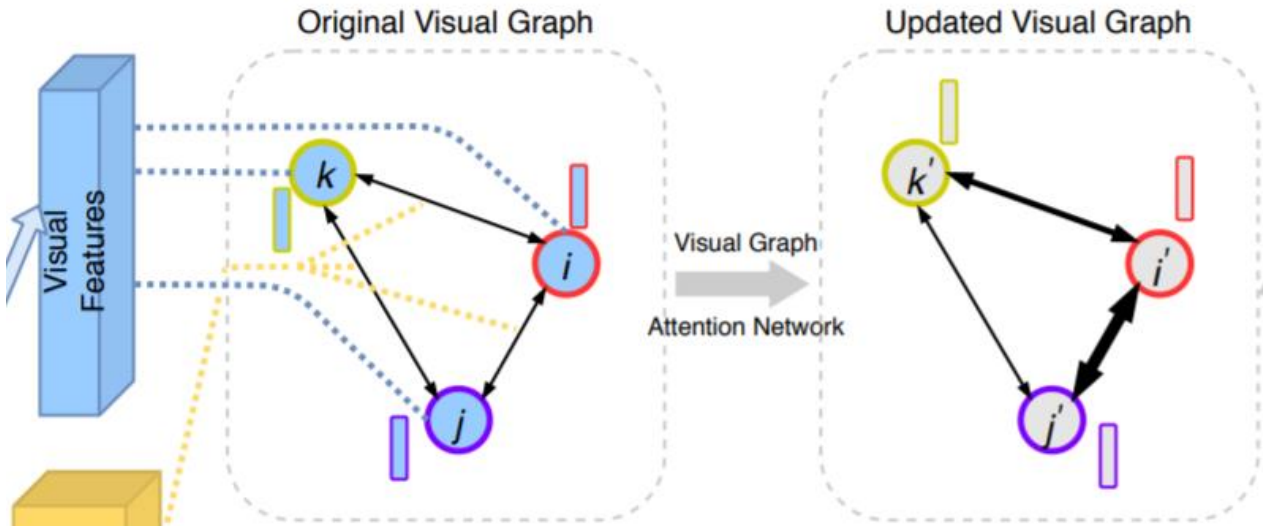 Original Visual Graph
Updated Visual Graph
Visual
Features
k
i
j
Visual Graph
Attention Network
k'
i'
j'